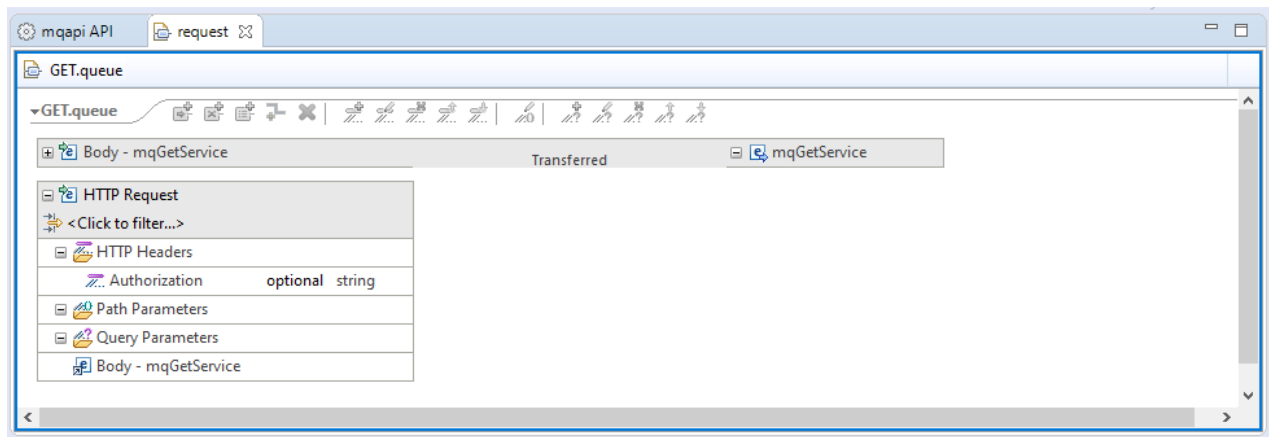 mqapi API request
GET.queue
GET.queue
Body - mqGetService Transferred mqGetService
HTTP Request
<Click to filter...>
HTTP Headers
Authorization optional string
Path Parameters
Query Parameters
Body - mqGetService